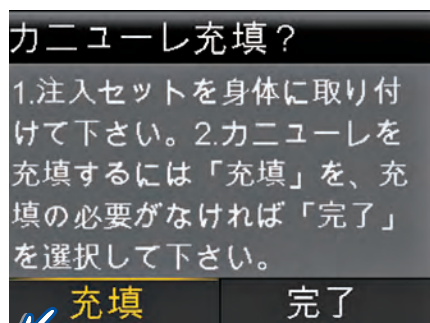 カニューレ充填？
1.注入セットを身体に取り付
けて下さい。2.カニューレを
充填するには「充填」を、充
填の必要がなければ「完了」
を選択して下さい。
充填 完了